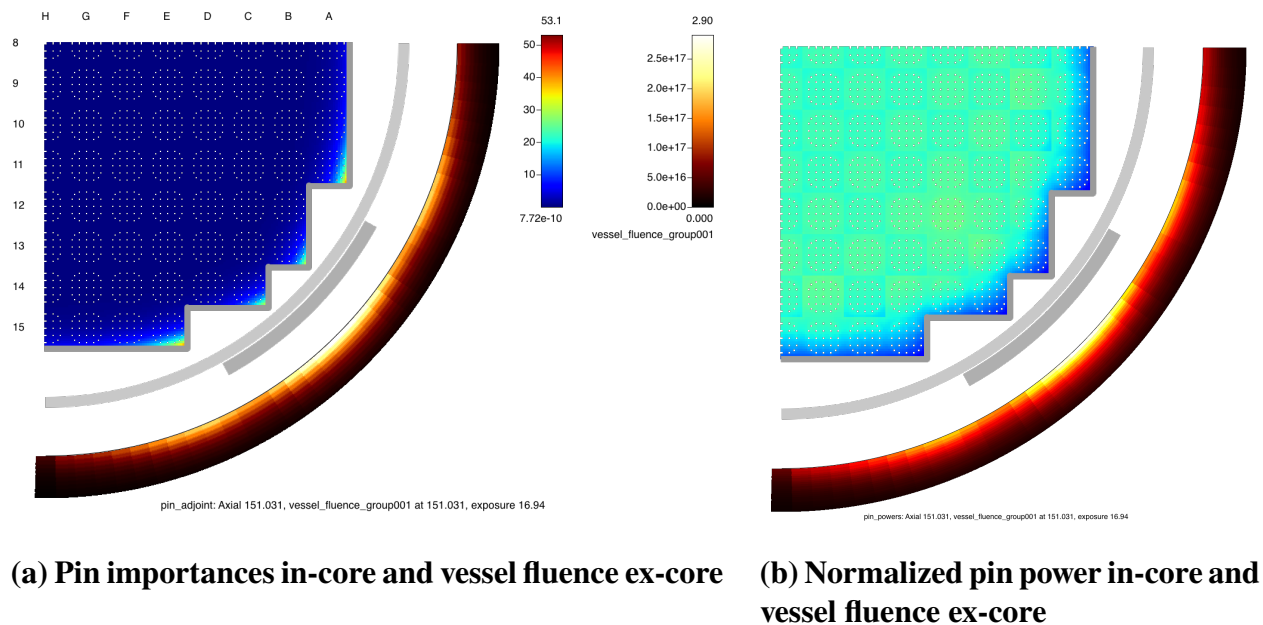 H G F E D C B A
8
9
10
11
12
13
14
15
53.1
50
40
30
20
10
7.72e-10
2.90
2.5e+17
2.0e+17
1.5e+17
1.0e+17
5.0e+16
0.0e+00
0.000
vessel_fluence_group001
pin_adjoint: Axial 151.031, vessel_fluence_group001 at 151.031, exposure 16.94
pin_powers: Axial 151.031, vessel_fluence_group001 at 151.031, exposure 16.94
(a) Pin importances in-core and vessel fluence ex-core
(b) Normalized pin power in-core and
vessel fluence ex-core